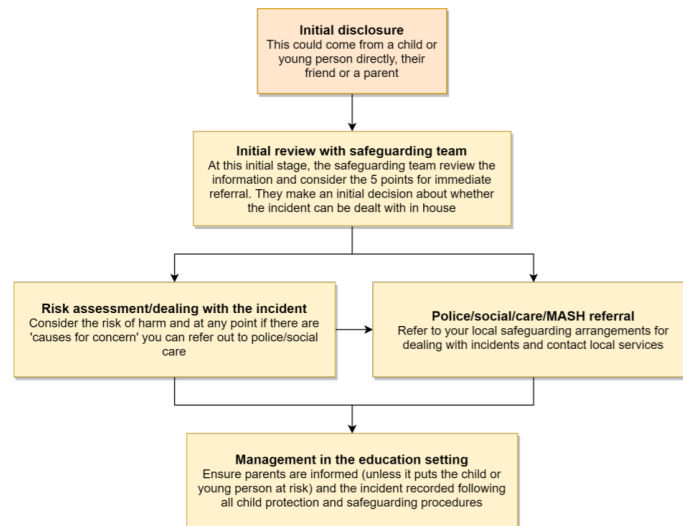 Initial disclosure
This could come from a child or
young person directly, their
friend or a parent
Initial review with safeguarding team
At this initial stage, the safeguarding team review the
information and consider the 5 points for immediate
referral. They make an initial decision about whether
the incident can be dealt with in house
Risk assessment/dealing with the incident
Consider the risk of harm and at any point if there are
'causes for concern' you can refer out to police/social
care
Police/social/care/MASH referral
Refer to your local safeguarding arrangements for
dealing with incidents and contact local services
Management in the education setting
Ensure parents are informed (unless it puts the child or
young person at risk) and the incident recorded following
all child protection and safeguarding procedures